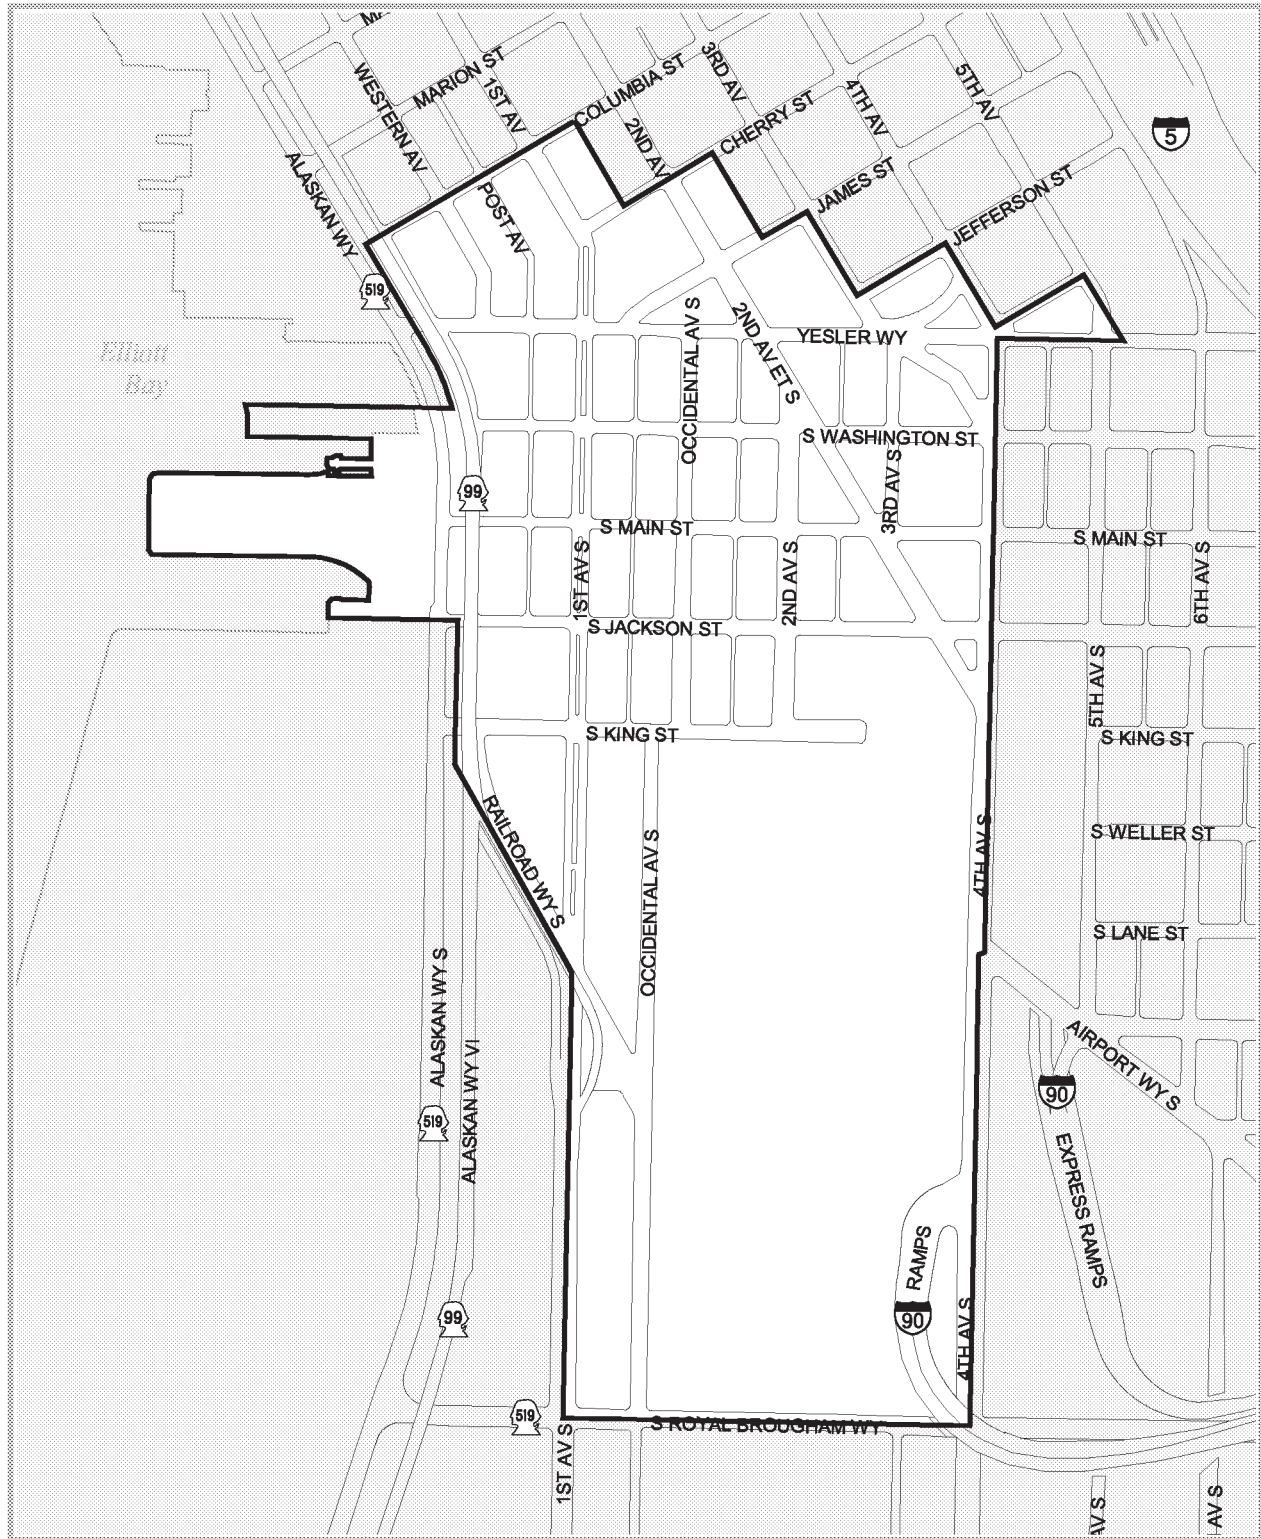 MARION ST
WESTERN AV
1ST AV
COLUMBIA ST
3RD AV
2ND AV
CHERRY ST
4TH AV
5TH AV
5
JAMES ST
JEFFERSON ST
ALASKAN WY
POST AV
519
Elliott
Bay
OCCIDENTAL AV S
2ND AV ET S
YESLER WY
S WASHINGTON ST
99
3RD AV S
S MAIN ST
S MAIN ST
1ST AV S
2ND AV S
6TH AV S
S JACKSON ST
5TH AV S
S KING ST
S KING ST
RAILROAD WY S
OCCIDENTAL AV S
4TH AV S
S WELLER ST
S LANE ST
ALASKAN WY S
ALASKAN WY VI
AIRPORT WY S
90
519
EXPRESS RAMPS
RAMPS
90
99
4TH AV S
519
S ROYAL BROUGHAM WY
1ST AV S
AV S
AV S